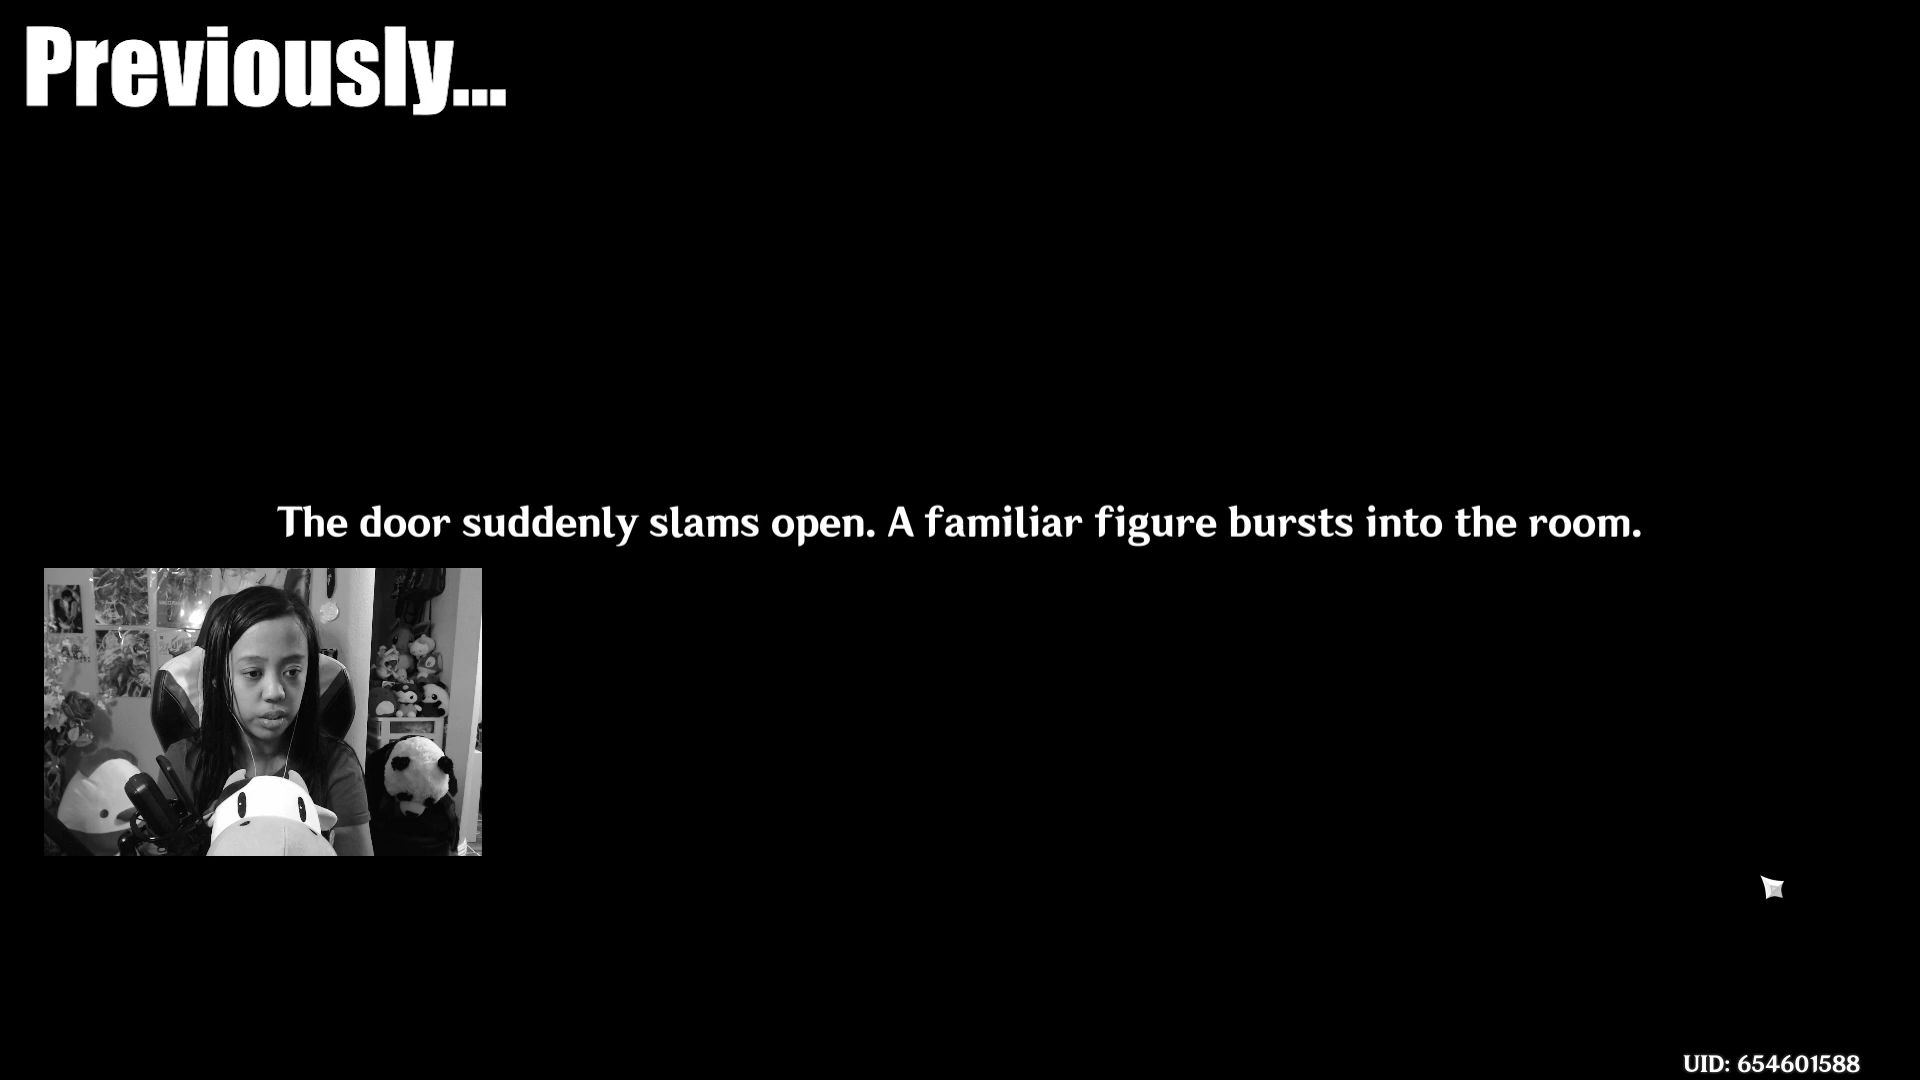 Previously...
The door suddenly slams open. A familiar figure bursts into the room.
UID: 654601588